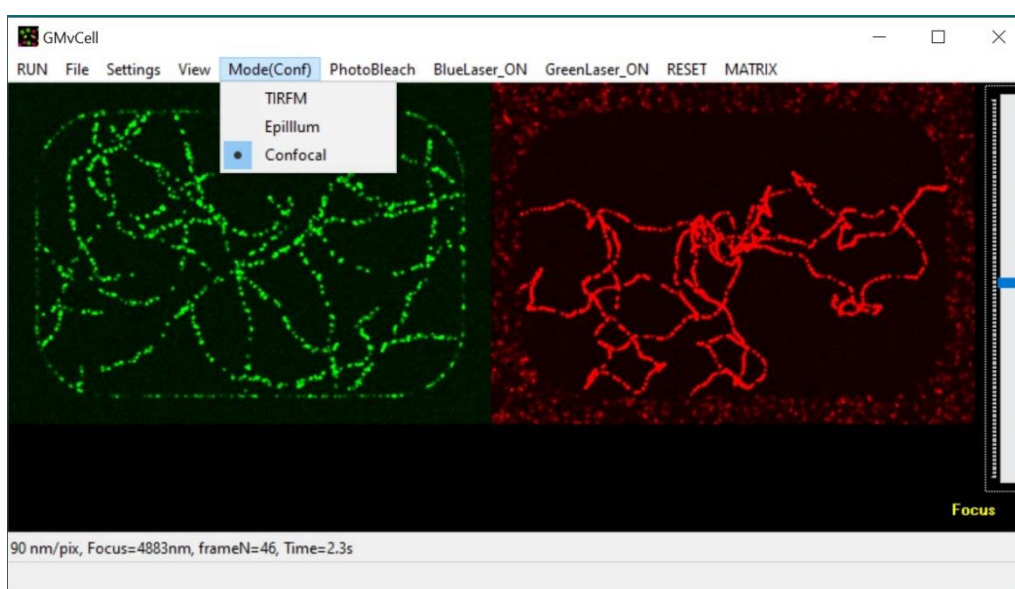 GMvCell
RUN File Settings View Mode(Conf) PhotoBleach BlueLaser_ON GreenLaser_ON RESET MATRIX
TIRFM
EpiIllum
Confocal
Focus
90 nm/pix, Focus=4883nm, frameN=46, Time=2.3s